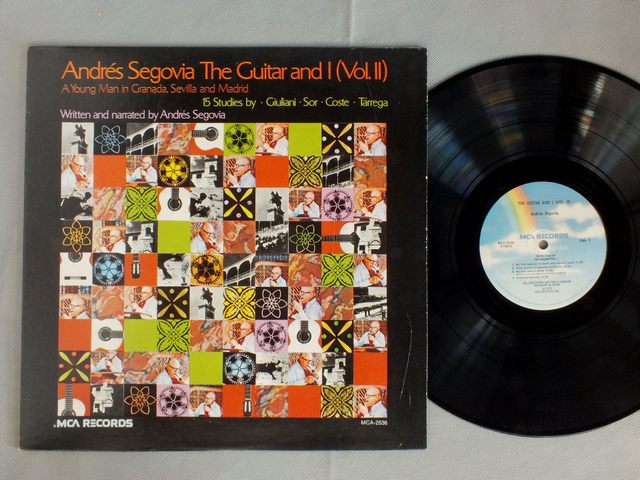 Andrés Segovia The Guitar and I (Vol. II)
A Young Man in Granada, Sevilla and Madrid
15 Studies by · Giuliani · Sor · Coste · Tárrega
Written and narrated by Andrés Segovia
MCA RECORDS
MCA-2536
THE GUITAR AND I (VOL. II)
Andrés Segovia
MCA RECORDS
MCA-2536
Side 1